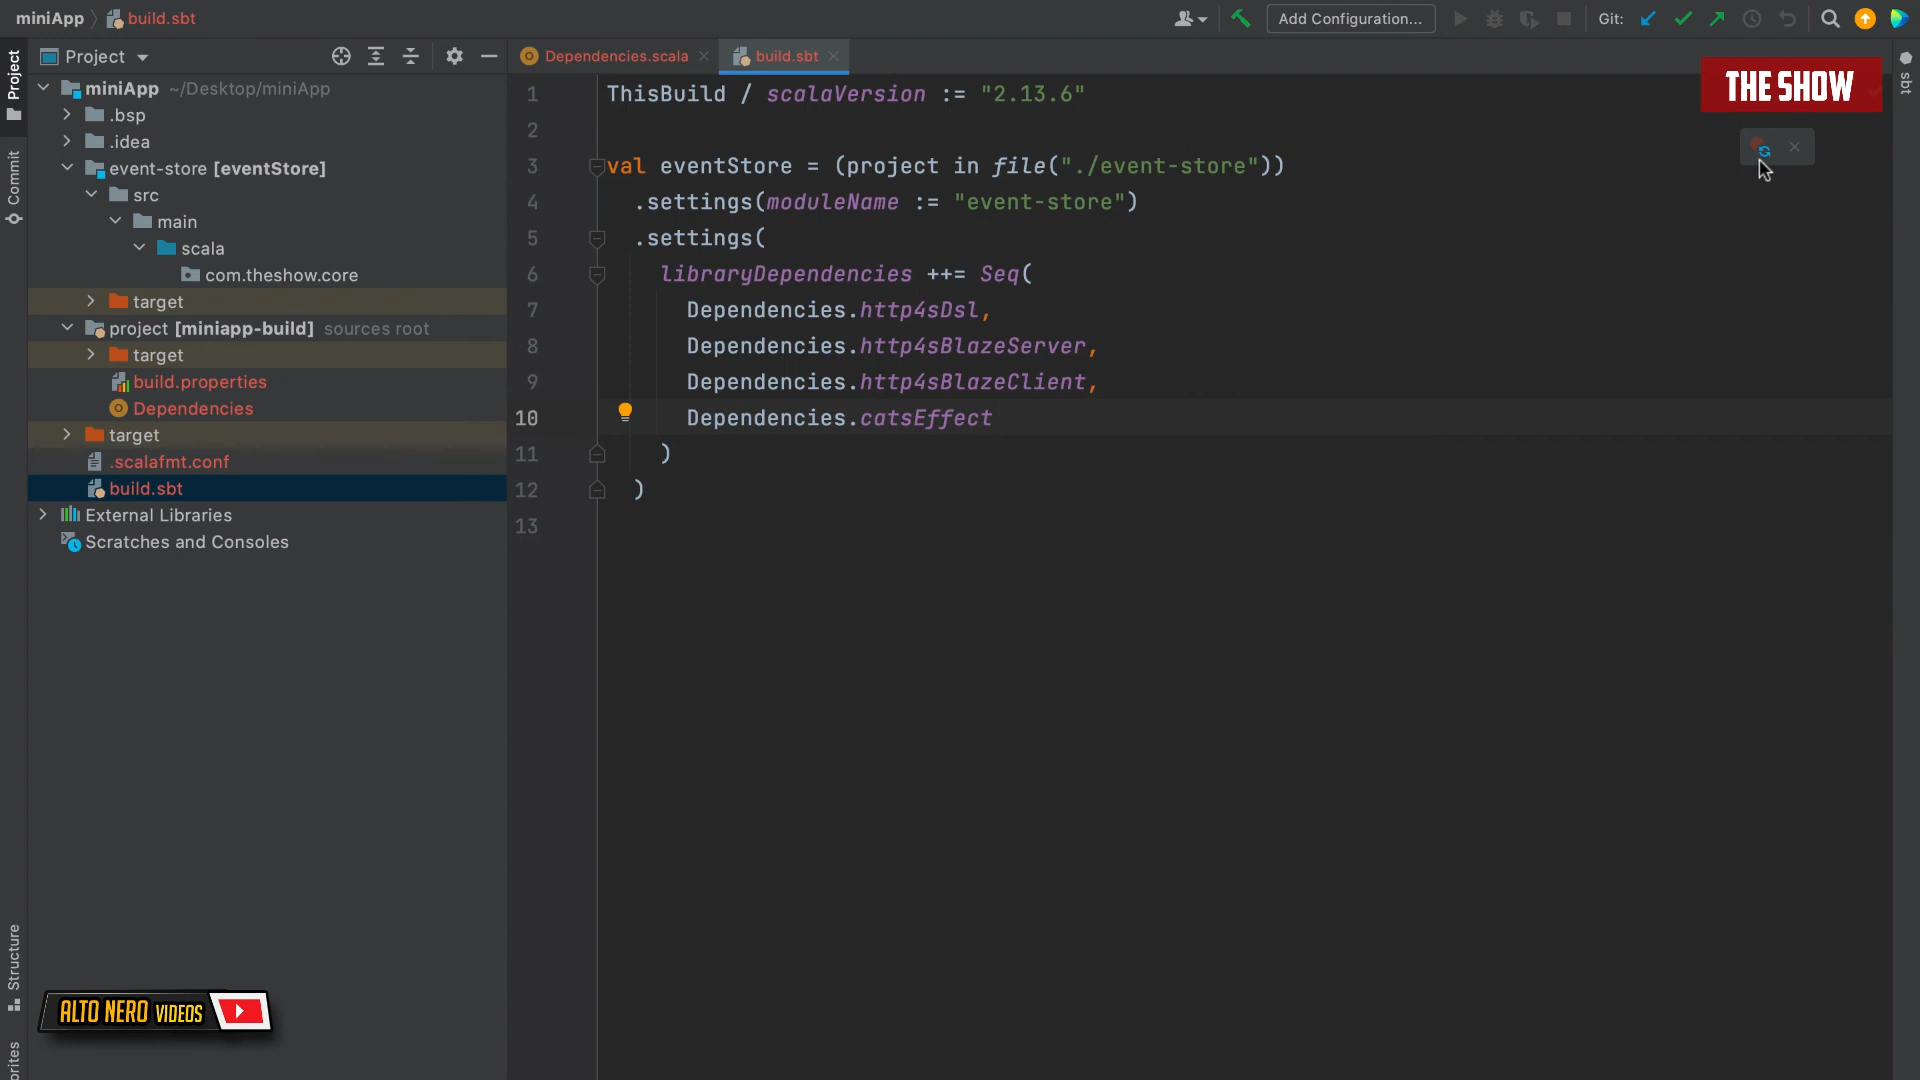 miniApp
build.sbt
Add Configuration...
Git:
Project
Commit
Structure
Project
miniApp ~/Desktop/miniApp
.bsp
.idea
event-store [eventStore]
src
main
scala
com.theshow.core
target
project [miniapp-build] sources root
target
build.properties
Dependencies
target
.scalafmt.conf
build.sbt
External Libraries
Scratches and Consoles
Dependencies.scala
build.sbt
1 ThisBuild / scalaVersion := "2.13.6"
2
3 val eventStore = (project in file("./event-store"))
4 .settings(moduleName := "event-store")
5 .settings(
6 libraryDependencies ++= Seq(
7 Dependencies.http4sDsl,
8 Dependencies.http4sBlazeServer,
9 Dependencies.http4sBlazeClient,
10 Dependencies.catsEffect
11 )
12 )
13
THE SHOW
sbt
ALTO NERO VIDEOS